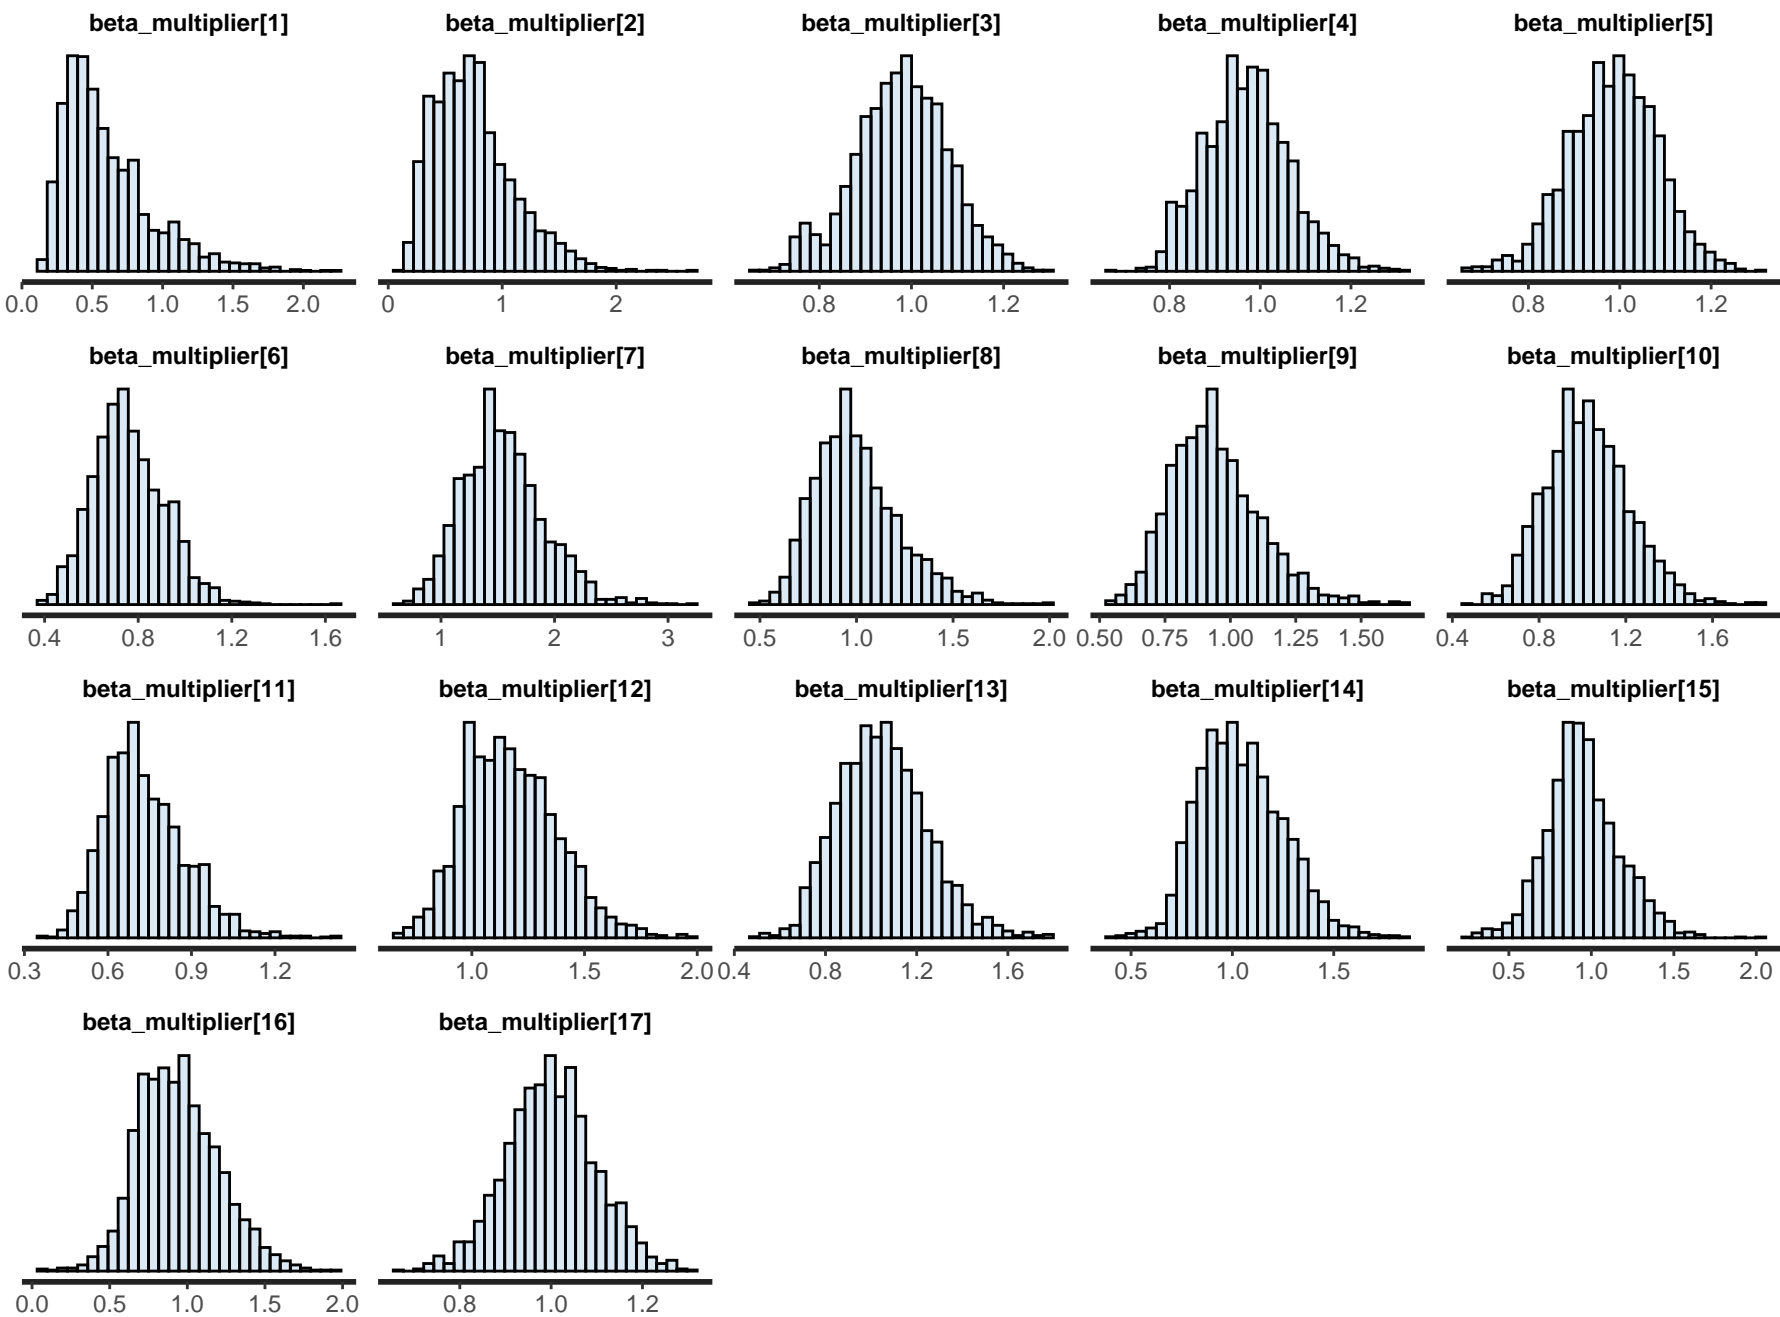 beta_multiplier[1] beta_multiplier[2] beta_multiplier[3] beta_multiplier[4] beta_multiplier[5]
0.0 0.5 1.0 1.5 2.0 0 1 2 0.8 1.0 1.2 0.8 1.0 1.2 0.8 1.0 1.2
beta_multiplier[6] beta_multiplier[7] beta_multiplier[8] beta_multiplier[9] beta_multiplier[10]
0.4 0.8 1.2 1.6 1 2 3 0.5 1.0 1.5 2.0 0.50 0.75 1.00 1.25 1.50 0.4 0.8 1.2 1.6
beta_multiplier[11] beta_multiplier[12] beta_multiplier[13] beta_multiplier[14] beta_multiplier[15]
0.3 0.6 0.9 1.2 1.0 1.5 2.0 0.4 0.8 1.2 1.6 0.5 1.0 1.5 0.5 1.0 1.5 2.0
beta_multiplier[16] beta_multiplier[17]
0.0 0.5 1.0 1.5 2.0 0.8 1.0 1.2